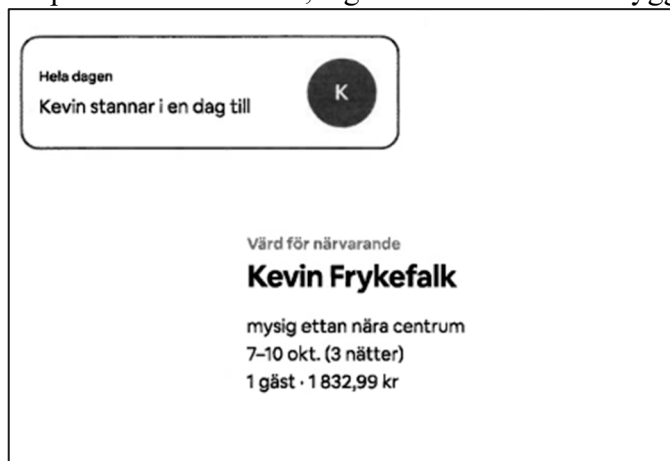 Hela dagen
Kevin stannar i en dag till
K
Värd för närvarande
Kevin Frykefalk
mysig ettan nära centrum
7–10 okt. (3 nätter)
1 gäst · 1 832,99 kr